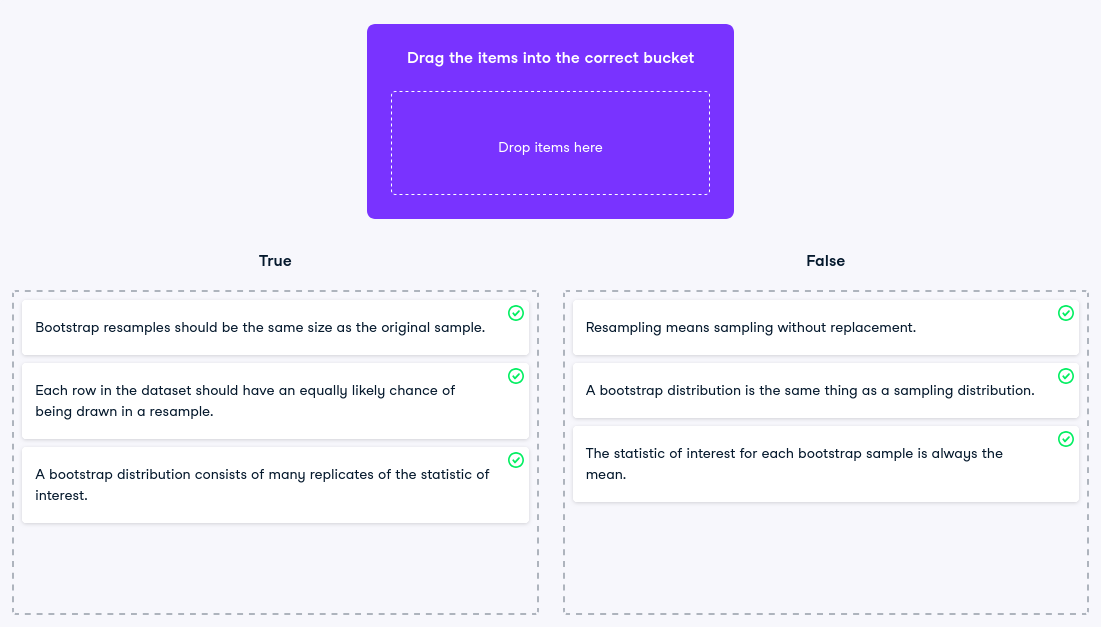 Drag the items into the correct bucket
Drop items here
True
Bootstrap resamples should be the same size as the original sample.
Each row in the dataset should have an equally likely chance of
being drawn in a resample.
A bootstrap distribution consists of many replicates of the statistic of
interest.
False
Resampling means sampling without replacement.
A bootstrap distribution is the same thing as a sampling distribution.
The statistic of interest for each bootstrap sample is always the
mean.